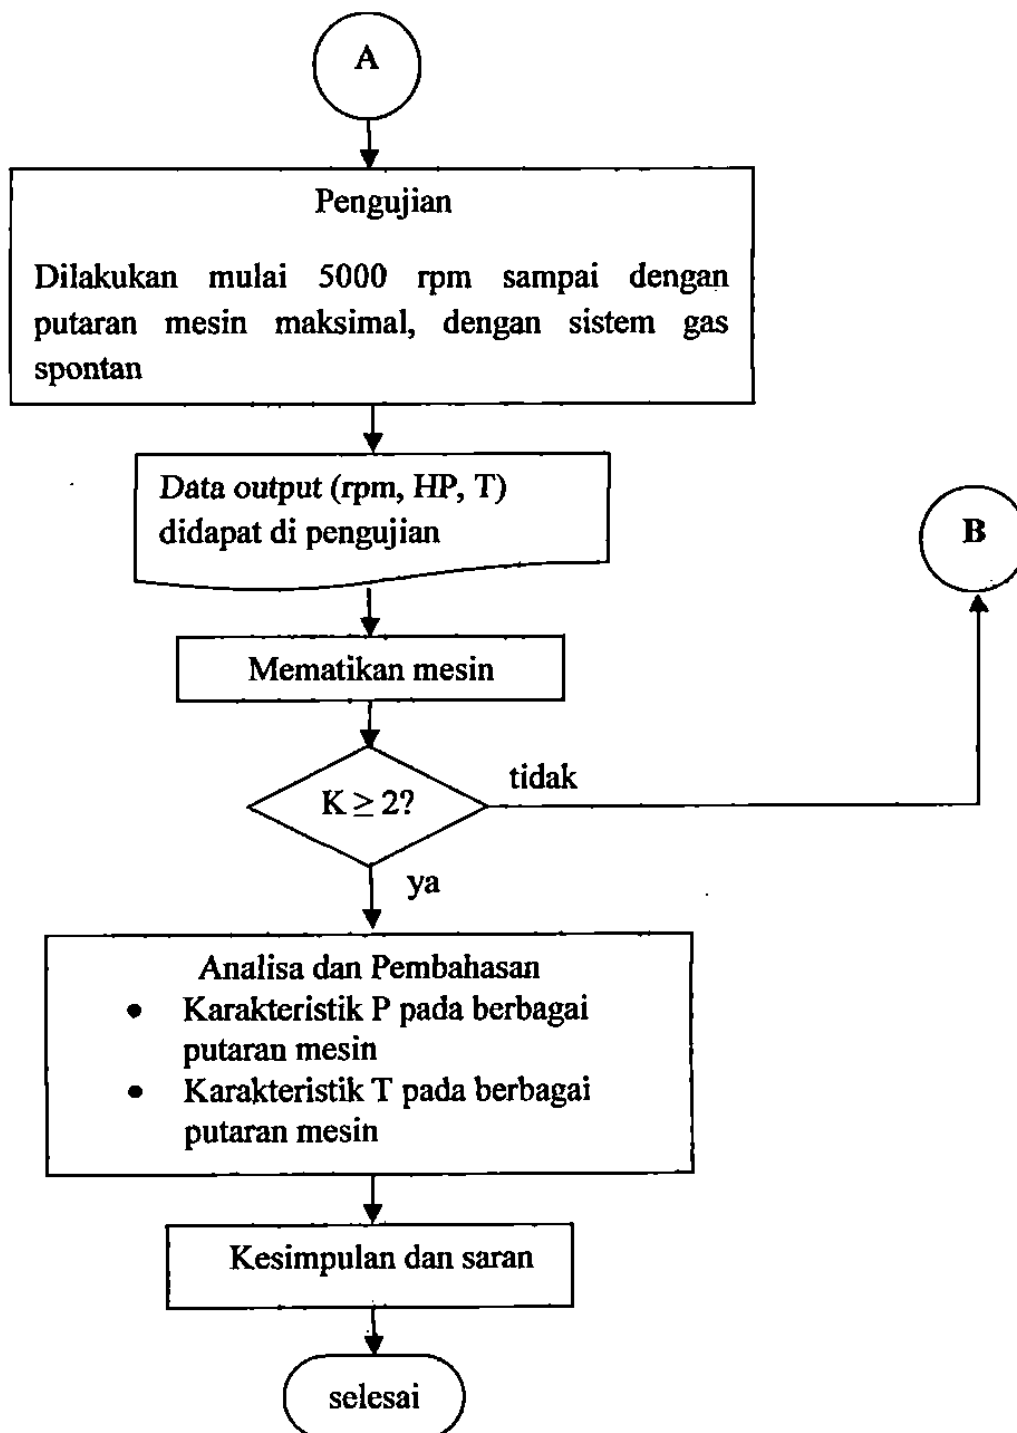 A
Pengujian
Dilakukan mulai 5000 rpm sampai dengan
putaran mesin maksimal, dengan sistem gas
spontan
Data output (rpm, HP, T)
didapat di pengujian
B
Mematikan mesin
K ≥ 2?
tidak
ya
Analisa dan Pembahasan
• Karakteristik P pada berbagai
putaran mesin
• Karakteristik T pada berbagai
putaran mesin
Kesimpulan dan saran
selesai